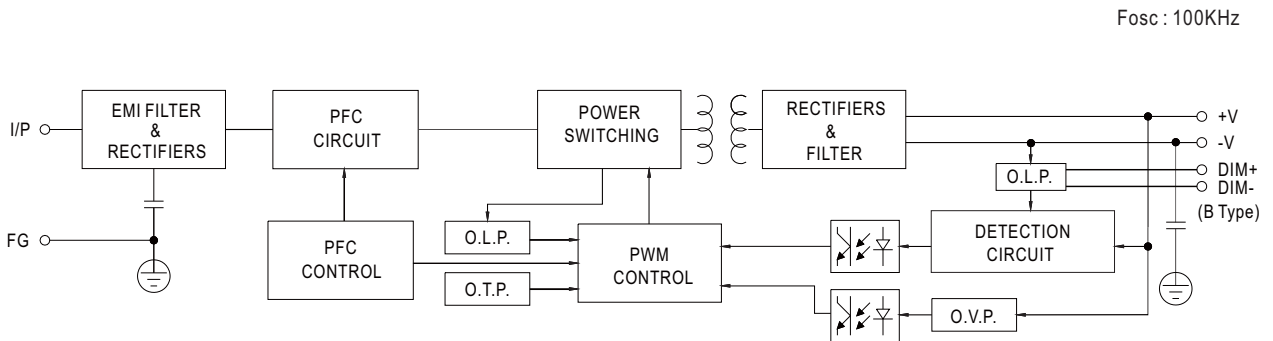 Fosc : 100KHz
I/P
EMI FILTER
&
RECTIFIERS
PFC
CIRCUIT
POWER
SWITCHING
RECTIFIERS
&
FILTER
+V
-V
DIM+
DIM-
(B Type)
O.L.P.
FG
PFC
CONTROL
O.L.P.
O.T.P.
PWM
CONTROL
DETECTION
CIRCUIT
O.V.P.